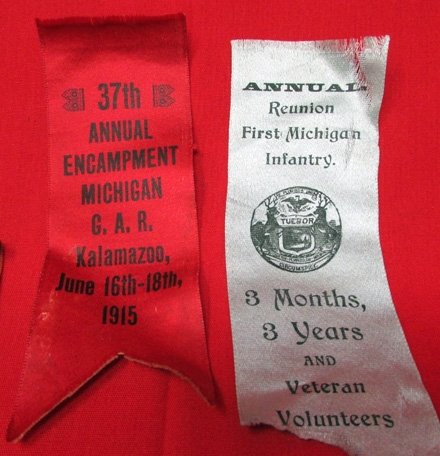 37th
ANNUAL
ENCAMPMENT
MICHIGAN
G. A. R.
Kalamazoo,
June 16th-18th,
1915
ANNUAL
Reunion
First Michigan
Infantry.
TUEBOR
3 Months,
3 Years
AND
Veteran
Volunteers